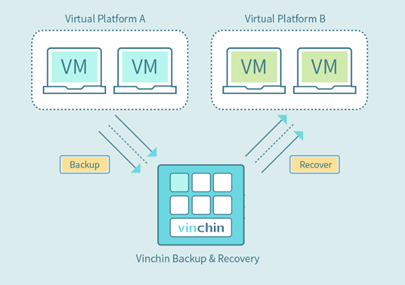 Virtual Platform A
Virtual Platform B
VM
VM
VM
VM
Backup
Recover
vinchin
Vinchin Backup & Recovery